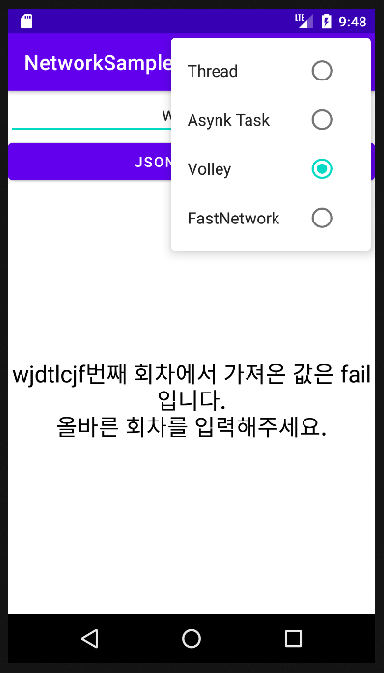 LTE 9:48
NetworkSample
Thread
Asynk Task
Volley
FastNetwork
JSON
wjdtlcjf번째 회차에서 가져온 값은 fail
입니다.
올바른 회차를 입력해주세요.